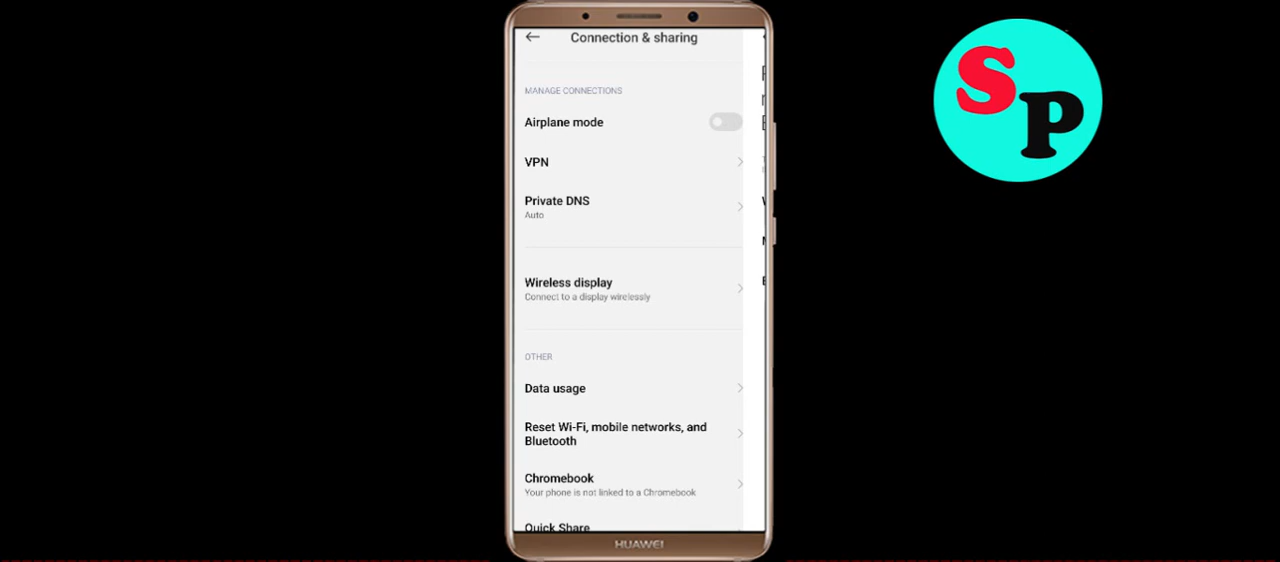 Connection & sharing
MANAGE CONNECTIONS
Airplane mode
VPN
Private DNS
Auto
Wireless display
Connect to a display wirelessly
OTHER
Data usage
Reset Wi-Fi, mobile networks, and
Bluetooth
Chromebook
Your phone is not linked to a Chromebook
Quick Share
HUAWEI
SP